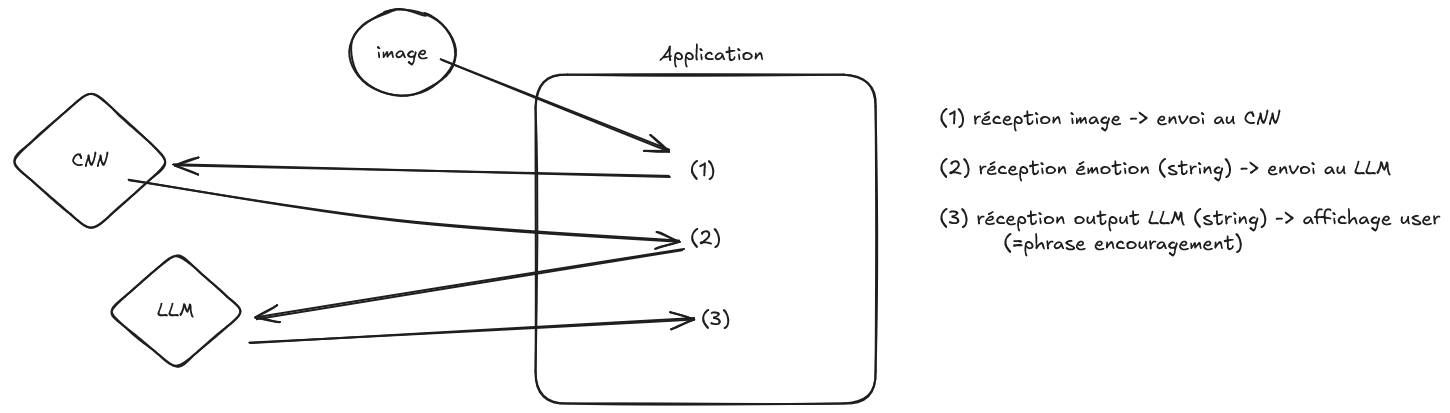 image
Application
CNN
LLM
(1)
(2)
(3)
(1) réception image -> envoi au CNN
(2) réception émotion (string) -> envoi au LLM
(3) réception output LLM (string) -> affichage user
(=phrase encouragement)